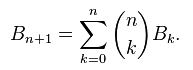 $$B_{n+1} = \sum_{k=0}^{n} \binom{n}{k} B_k.$$